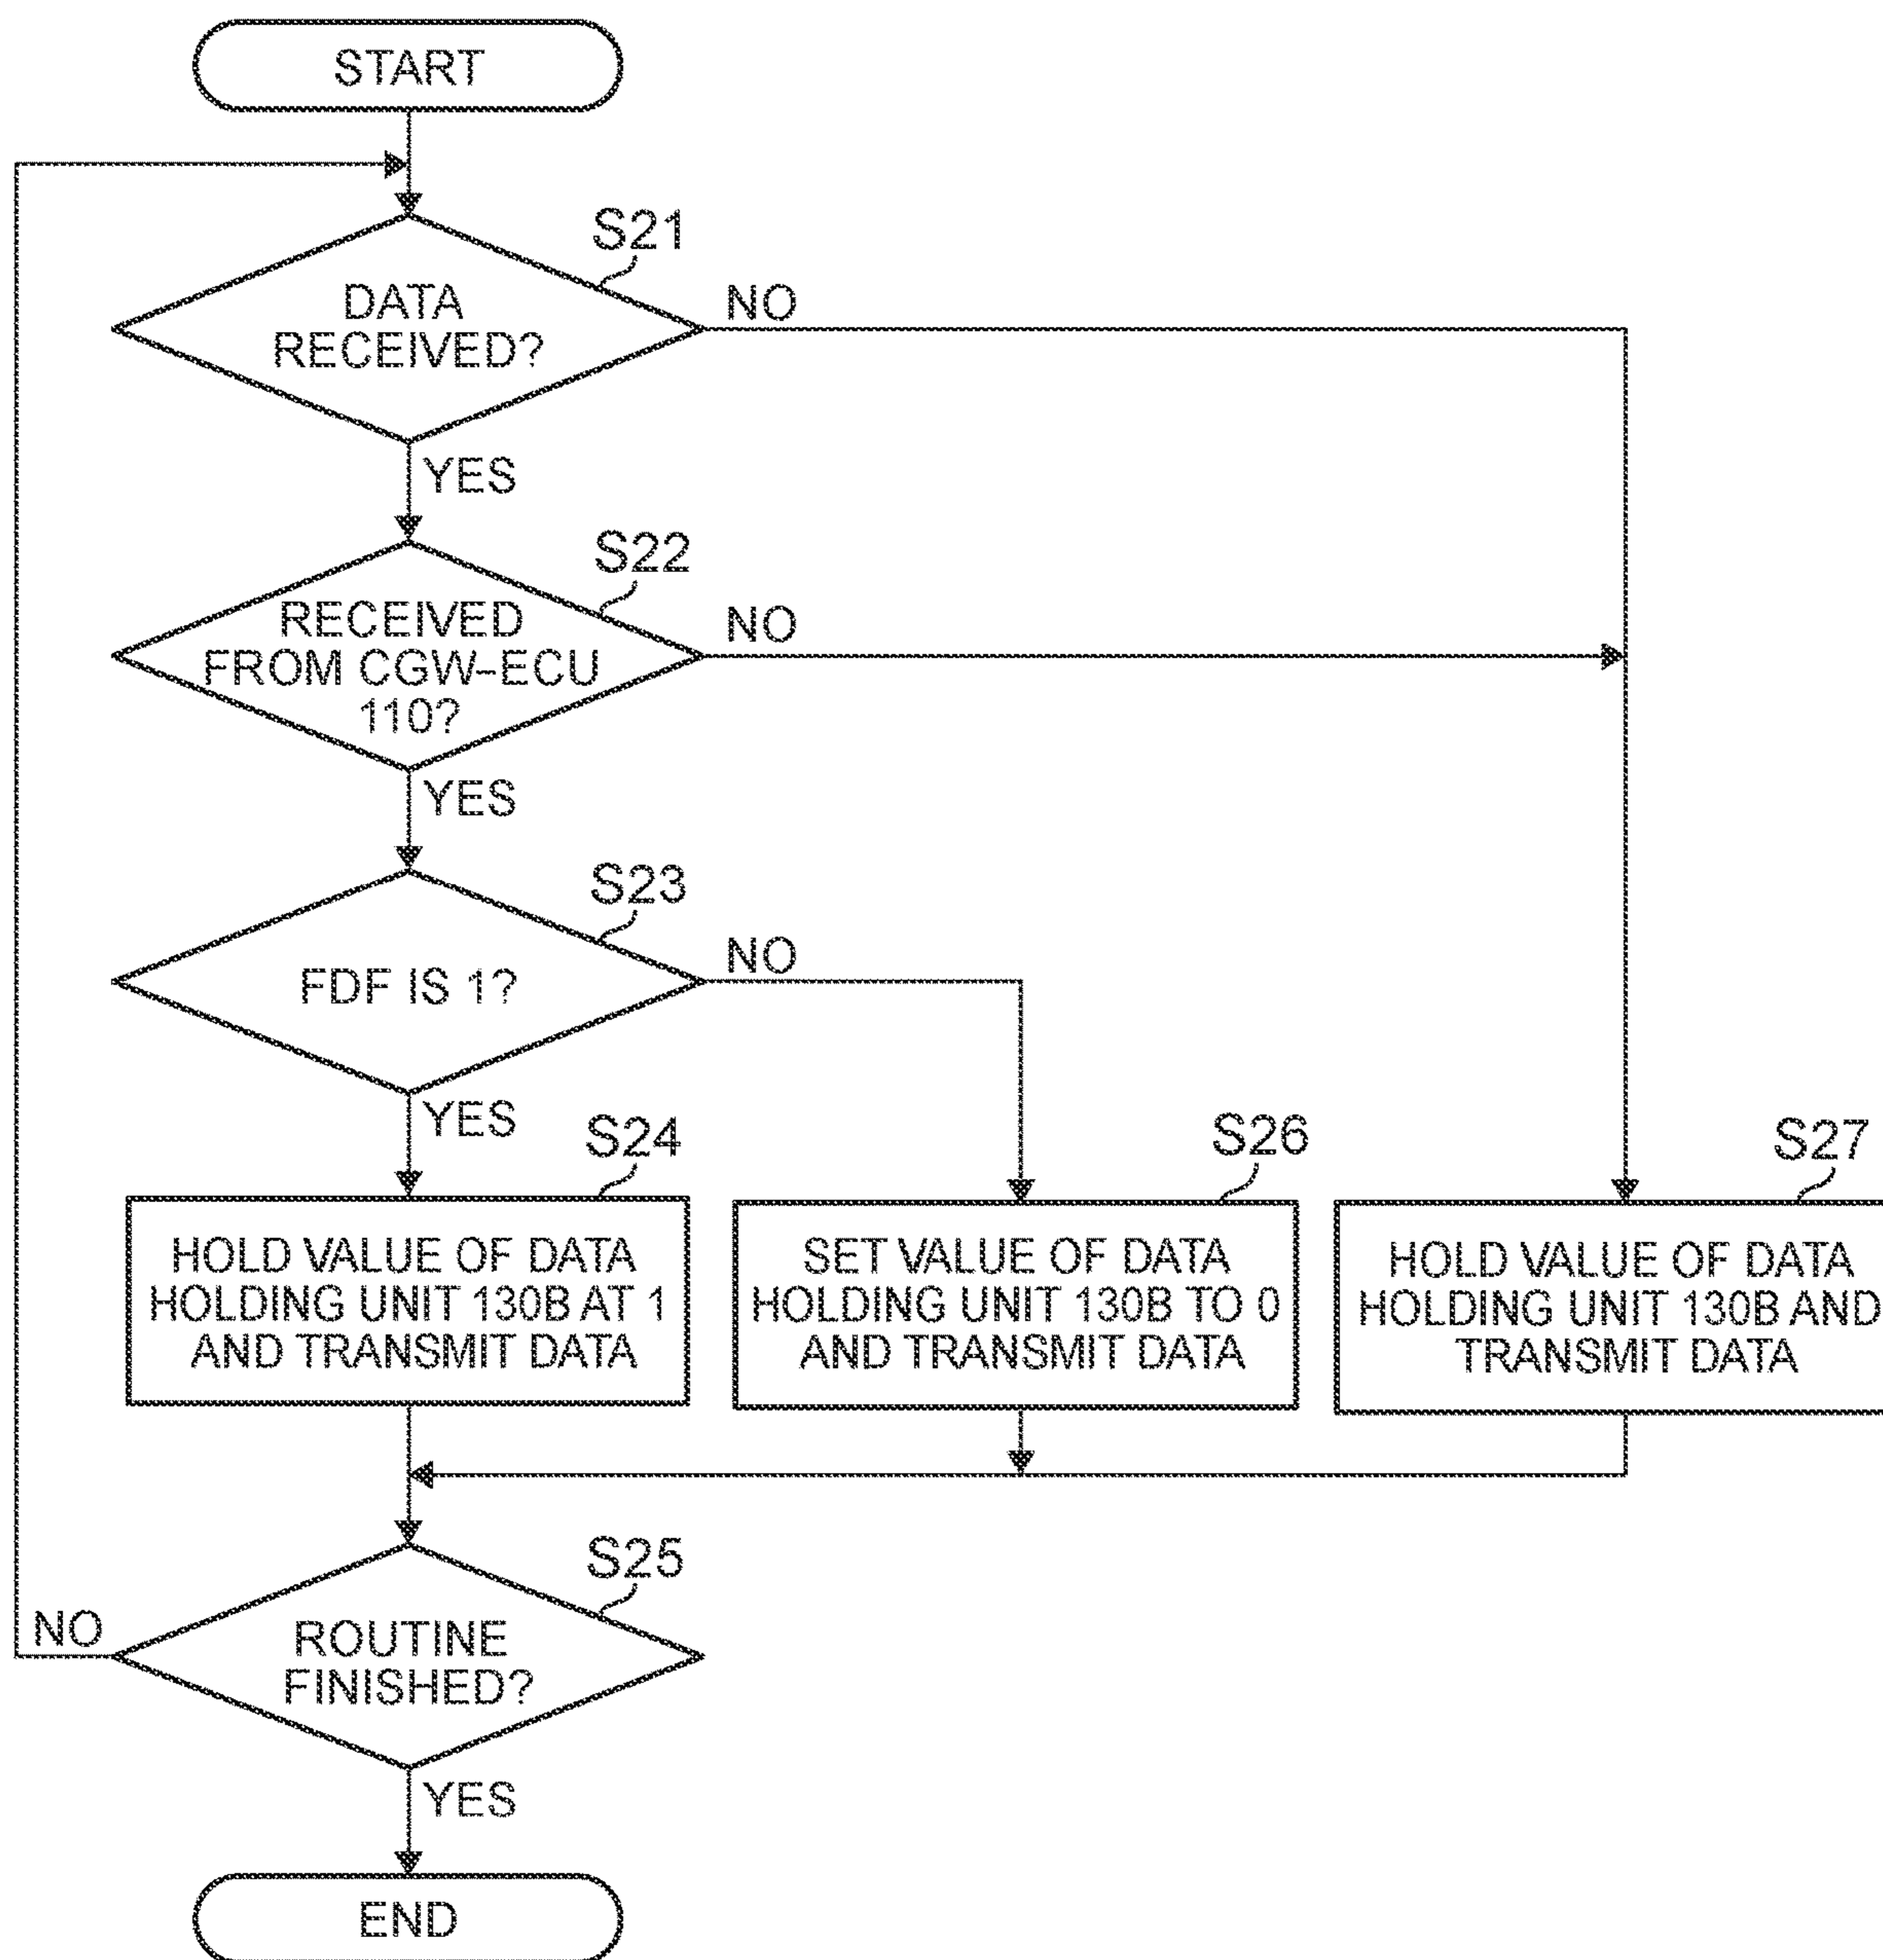 START
S21
DATA
RECEIVED?
NO
YES
S22
RECEIVED
FROM CGW-ECU
110?
NO
YES
S23
FDF IS 1?
NO
YES
S24
HOLD VALUE OF DATA
HOLDING UNIT 130B AT 1
AND TRANSMIT DATA
S26
SET VALUE OF DATA
HOLDING UNIT 130B TO 0
AND TRANSMIT DATA
S27
HOLD VALUE OF DATA
HOLDING UNIT 130B AND
TRANSMIT DATA
S25
ROUTINE
FINISHED?
NO
YES
END